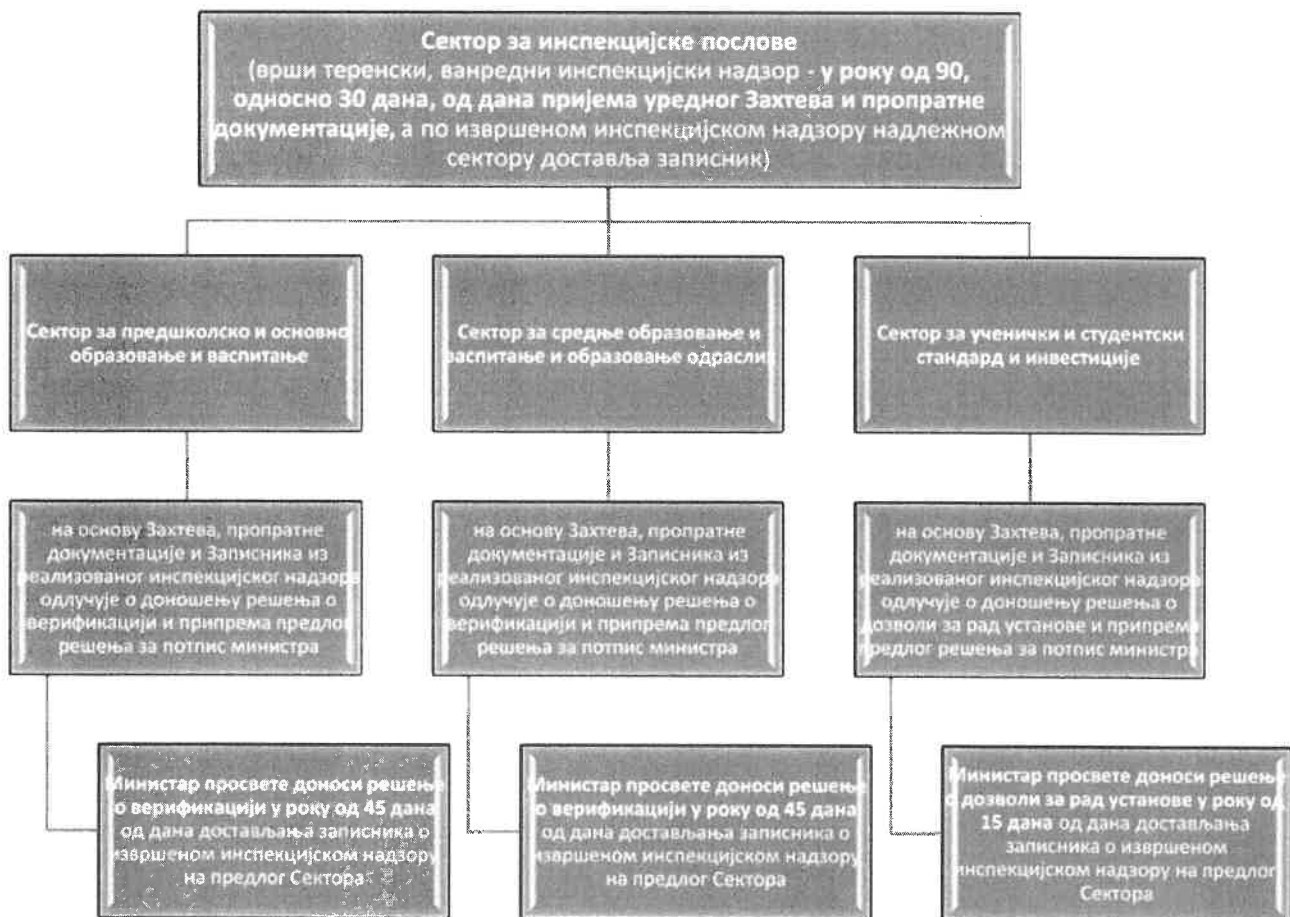 Сектор за инспекцијске послове
(врши теренски, ванредни инспекцијски надзор - у року од 90,
односно 30 дана, од дана пријема уредног Захтева и пропратне
документације, а по извршеном инспекцијском надзору надлежном
сектору доставља записник)
Сектор за предшколско и основно
образовање и васпитање
Сектор за средње образовање и
васпитање и образовање одраслих
Сектор за ученички и студентски
стандард и инвестиције
на основу Захтева, пропратне
документације и Записника из
реализованог инспекцијског надзора
одлучује о доношењу решења о
верификацији и припрема предлог
решења за потпис министра
на основу Захтева, пропратне
документације и Записника из
реализованог инспекцијског надзора
одлучује о доношењу решења о
верификацији и припрема предлог
решења за потпис министра
на основу Захтева, пропратне
документације и Записника из
реализованог инспекцијског надзора
одлучује о доношењу решења о
дозволи за рад установе и припрема
предлог решења за потпис министра
Министар просвете доноси решење
о верификацији у року од 45 дана
од дана достављања записника о
извршеном инспекцијском надзору
на предлог Сектора
Министар просвете доноси решење
о верификацији у року од 45 дана
од дана достављања записника о
извршеном инспекцијском надзору
на предлог Сектора
Министар просвете доноси решење
о дозволи за рад установе у року од
15 дана од дана достављања
записника о извршеном
инспекцијском надзору на предлог
Сектора